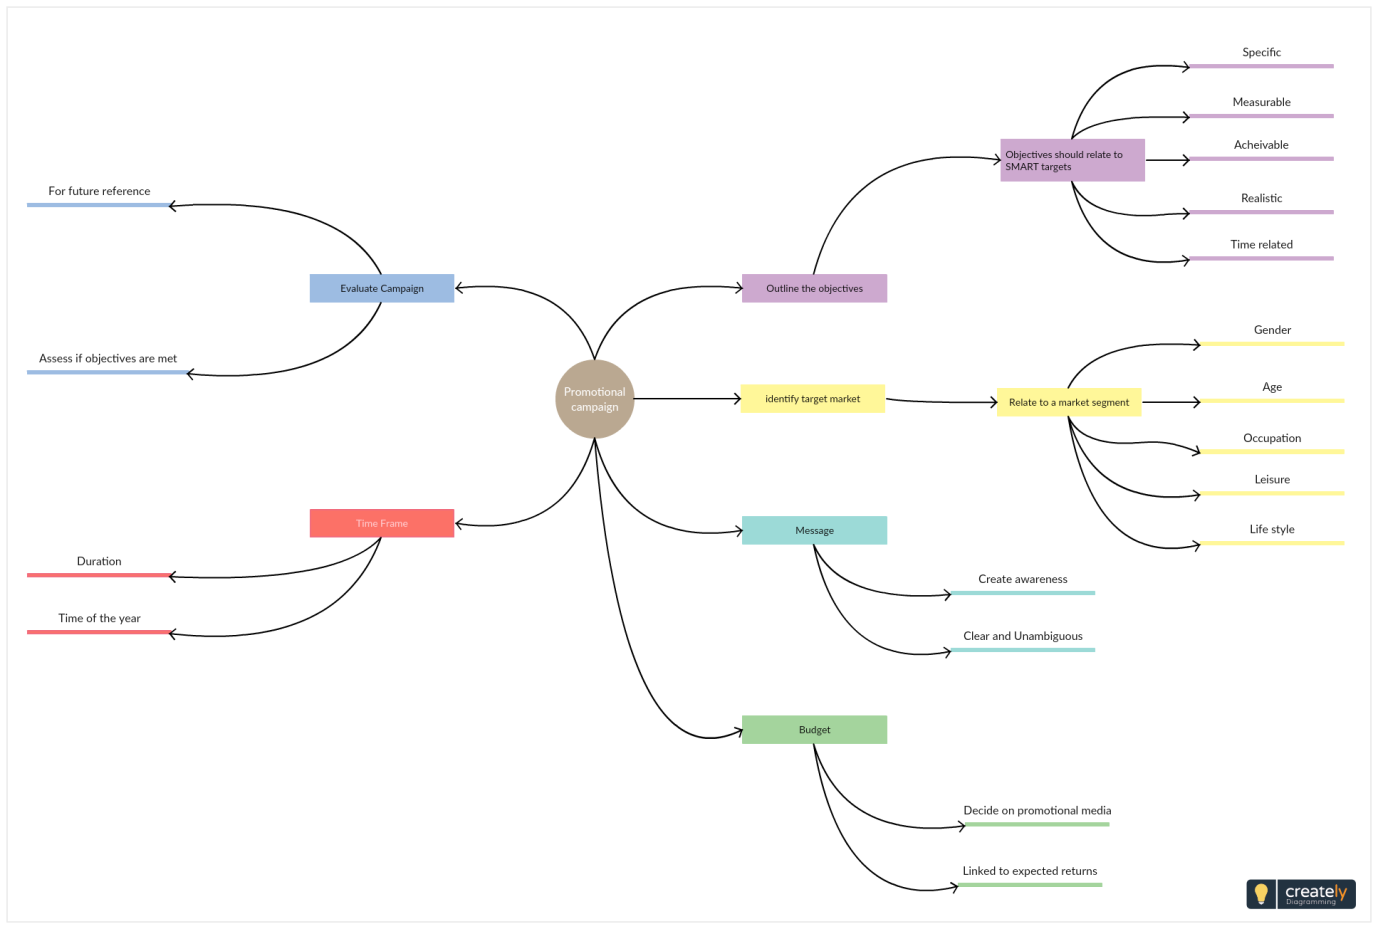 Specific
Measurable
Acheivable
Realistic
Time related
Objectives should relate to
SMART targets
Outline the objectives
For future reference
Evaluate Campaign
Assess if objectives are met
Promotional
campaign
identify target market
Relate to a market segment
Gender
Age
Occupation
Leisure
Life style
Time Frame
Duration
Time of the year
Message
Create awareness
Clear and Unambiguous
Budget
Decide on promotional media
Linked to expected returns
creately
Diagramming